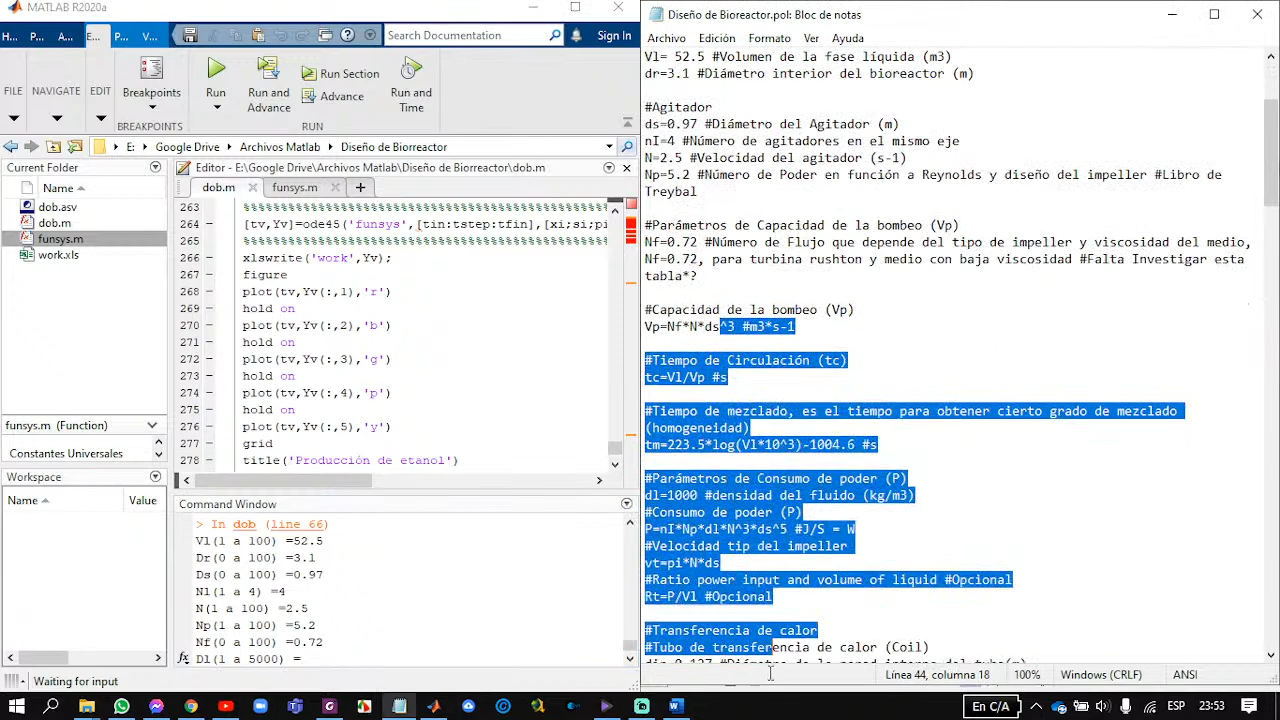 MATLAB R2020a
H... P... A... E... P... V...
Search Documentation
Sign In
FILE
NAVIGATE
EDIT
Breakpoints
Run
Run and
Advance
Run Section
Advance
Run and
Time
BREAKPOINTS
RUN
E: Google Drive Archivos Matlab Diseño de Biorreactor
Current Folder
Name
dob.asv
dob.m
funsys.m
work.xls
funsys.m (Function)
Constantes Universales
Workspace
Name Value
Editor - E:\Google Drive\Archivos Matlab\Diseño de Biorreactor\dob.m
dob.m funsys.m
263 %%%%%%%%%%%%%%%%%%%%%%%%%%%%%%%%%%%%%%%%%%%%%%%%%
264 [tv,Yv]=ode45('funsys',[tin:tstep:tfin],[xi;si;pi
265 %%%%%%%%%%%%%%%%%%%%%%%%%%%%%%%%%%%%%%%%%%%%%%%%%
266 xlswrite('work',Yv);
267 figure
268 plot(tv,Yv(:,1),'r')
269 hold on
270 plot(tv,Yv(:,2),'b')
271 hold on
272 plot(tv,Yv(:,3),'g')
273 hold on
274 plot(tv,Yv(:,4),'p')
275 hold on
276 plot(tv,Yv(:,5),'y')
277 grid
278 title('Producción de etanol')
Command Window
> In dob (line 66)
Vl(1 a 100) =52.5
Dr(0 a 100) =3.1
Ds(0 a 100) =0.97
Nl(1 a 4) =4
N(1 a 100) =2.5
Np(1 a 100) =5.2
Nf(0 a 100) =0.72
fx Dl(1 a 5000) =
Waiting for input
Diseño de Bioreactor.pol: Bloc de notas
Archivo Edición Formato Ver Ayuda
Vl= 52.5 #Volumen de la fase líquida (m3)
dr=3.1 #Diámetro interior del bioreactor (m)
#Agitador
ds=0.97 #Diámetro del Agitador (m)
nI=4 #Número de agitadores en el mismo eje
N=2.5 #Velocidad del agitador (s-1)
Np=5.2 #Número de Poder en función a Reynolds y diseño del impeller #Libro de
Treybal
#Parámetros de Capacidad de la bombeo (Vp)
Nf=0.72 #Número de Flujo que depende del tipo de impeller y viscosidad del medio,
Nf=0.72, para turbina rushton y medio con baja viscosidad #Falta Investigar esta
tabla*?
#Capacidad de la bombeo (Vp)
Vp=Nf*N*ds^3 #m3*s-1
#Tiempo de Circulación (tc)
tc=Vl/Vp #s
#Tiempo de mezclado, es el tiempo para obtener cierto grado de mezclado
(homogeneidad)
tm=223.5*log(Vl*10^3)-1004.6 #s
#Parámetros de Consumo de poder (P)
dl=1000 #densidad del fluido (kg/m3)
#Consumo de poder (P)
P=nI*Np*dl*N^3*ds^5 #J/S = W
#Velocidad tip del impeller
vt=pi*N*ds
#Ratio power input and volume of liquid #Opcional
Rt=P/Vl #Opcional
#Transferencia de calor
#Tubo de transferencia de calor (Coil)
Línea 44, columna 18 100% Windows (CRLF) ANSI
En C/A ESP 23:53